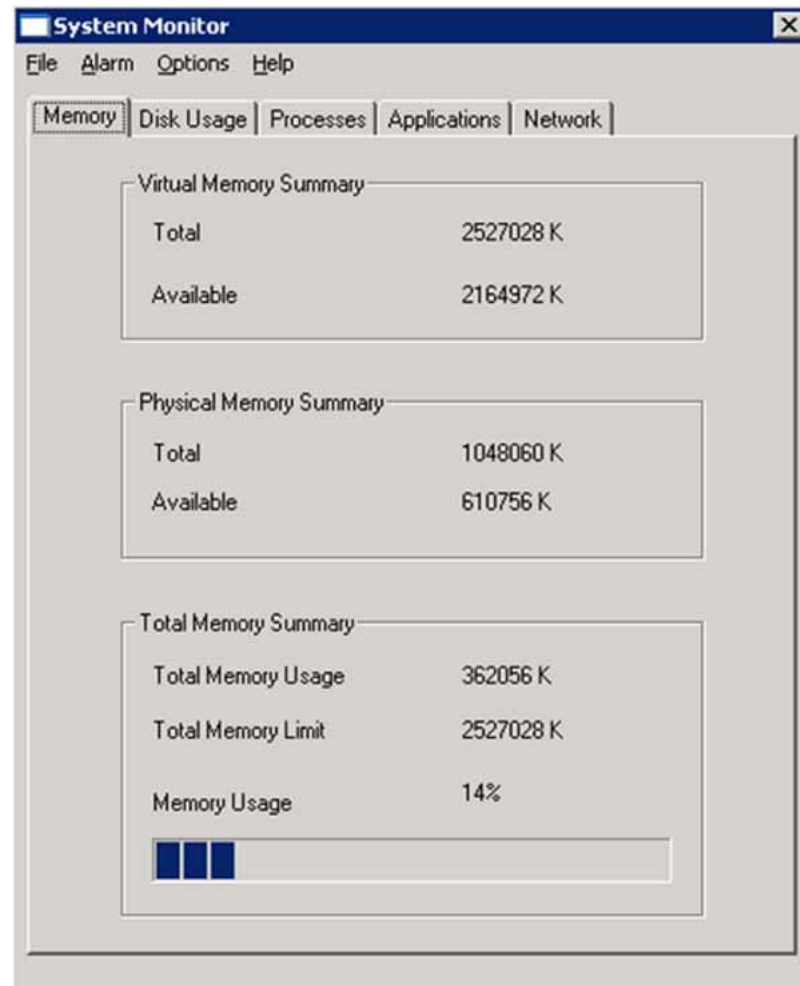 System Monitor
File Alarm Options Help
Memory Disk Usage Processes Applications Network
Virtual Memory Summary
Total 2527028 K
Available 2164972 K
Physical Memory Summary
Total 1048060 K
Available 610756 K
Total Memory Summary
Total Memory Usage 362056 K
Total Memory Limit 2527028 K
Memory Usage 14%